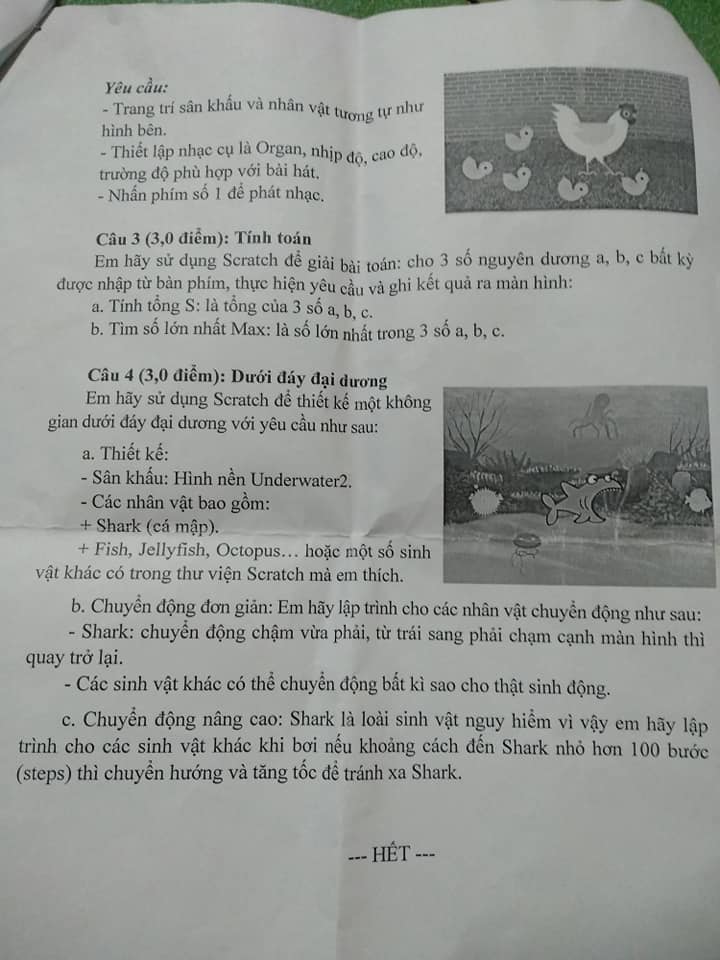 Yêu cầu:
- Trang trí sân khấu và nhân vật tương tự như
hình bên.
- Thiết lập nhạc cụ là Organ, nhịp độ, cao độ,
trường độ phù hợp với bài hát.
- Nhấn phím số 1 để phát nhạc.
Câu 3 (3,0 điểm): Tính toán
Em hãy sử dụng Scratch để giải bài toán: cho 3 số nguyên dương a, b, c bất kỳ
được nhập từ bàn phím, thực hiện yêu cầu và ghi kết quả ra màn hình:
a. Tính tổng S: là tổng của 3 số a, b, c.
b. Tìm số lớn nhất Max: là số lớn nhất trong 3 số a, b, c.
Câu 4 (3,0 điểm): Dưới đáy đại dương
Em hãy sử dụng Scratch để thiết kế một không
gian dưới đáy đại dương với yêu cầu như sau:
a. Thiết kế:
- Sân khấu: Hình nền Underwater2.
- Các nhân vật bao gồm:
+ Shark (cá mập).
+ Fish, Jellyfish, Octopus… hoặc một số sinh
vật khác có trong thư viện Scratch mà em thích.
b. Chuyển động đơn giản: Em hãy lập trình cho các nhân vật chuyển động như sau:
- Shark: chuyển động chậm vừa phải, từ trái sang phải chạm cạnh màn hình thì
quay trở lại.
- Các sinh vật khác có thể chuyển động bất kì sao cho thật sinh động.
c. Chuyển động nâng cao: Shark là loài sinh vật nguy hiểm vì vậy em hãy lập
trình cho các sinh vật khác khi bơi nếu khoảng cách đến Shark nhỏ hơn 100 bước
(steps) thì chuyển hướng và tăng tốc để tránh xa Shark.
--- HẾT ---